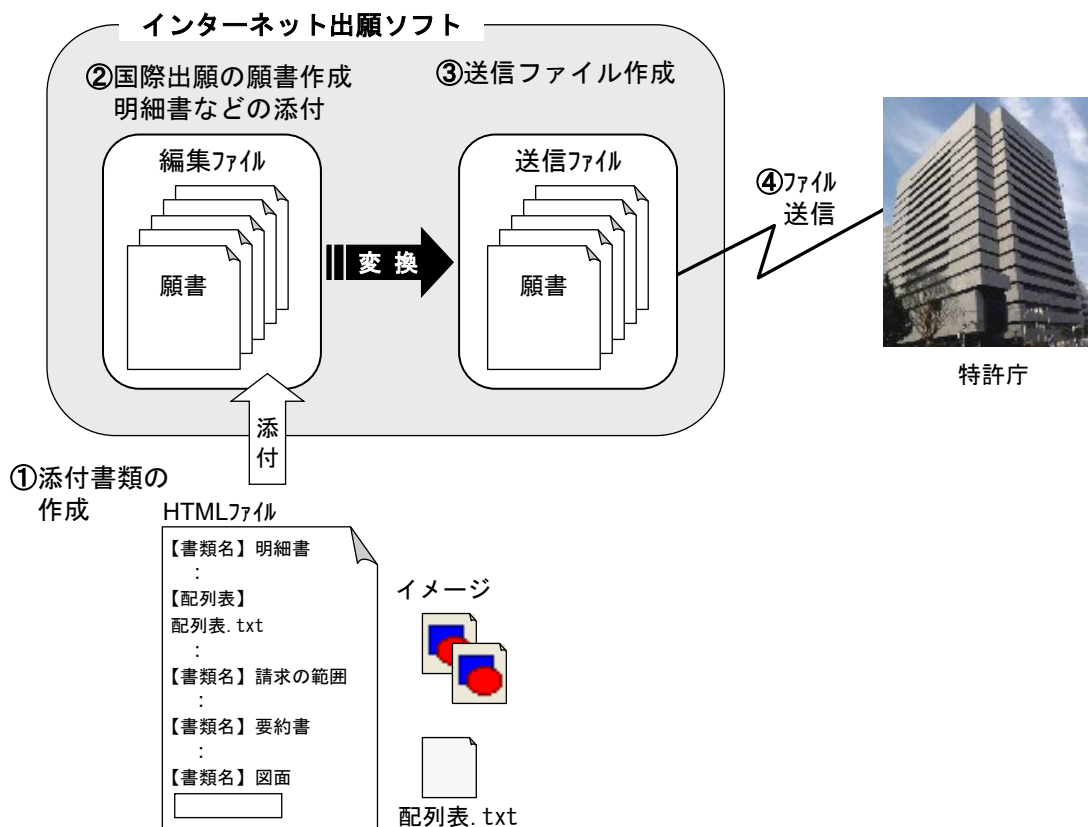 インターネット出願ソフト
②国際出願の願書作成
明細書などの添付
③送信ファイル作成
編集ﾌｧｲﾙ
願書
変換
送信ﾌｧｲﾙ
願書
④ﾌｧｲﾙ
送信
特許庁
添
付
①添付書類の
作成
HTMLﾌｧｲﾙ
【書類名】明細書
：
【配列表】
配列表.txt
：
【書類名】請求の範囲
：
【書類名】要約書
：
【書類名】図面
イメージ
配列表.txt